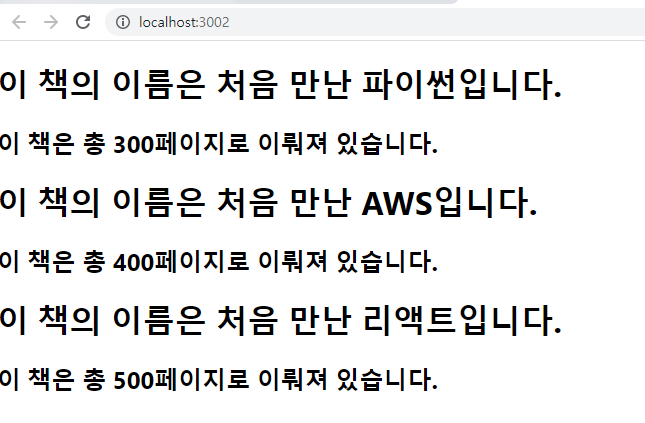 localhost:3002
이 책의 이름은 처음 만난 파이썬입니다.
이 책은 총 300페이지로 이뤄져 있습니다.
이 책의 이름은 처음 만난 AWS입니다.
이 책은 총 400페이지로 이뤄져 있습니다.
이 책의 이름은 처음 만난 리액트입니다.
이 책은 총 500페이지로 이뤄져 있습니다.